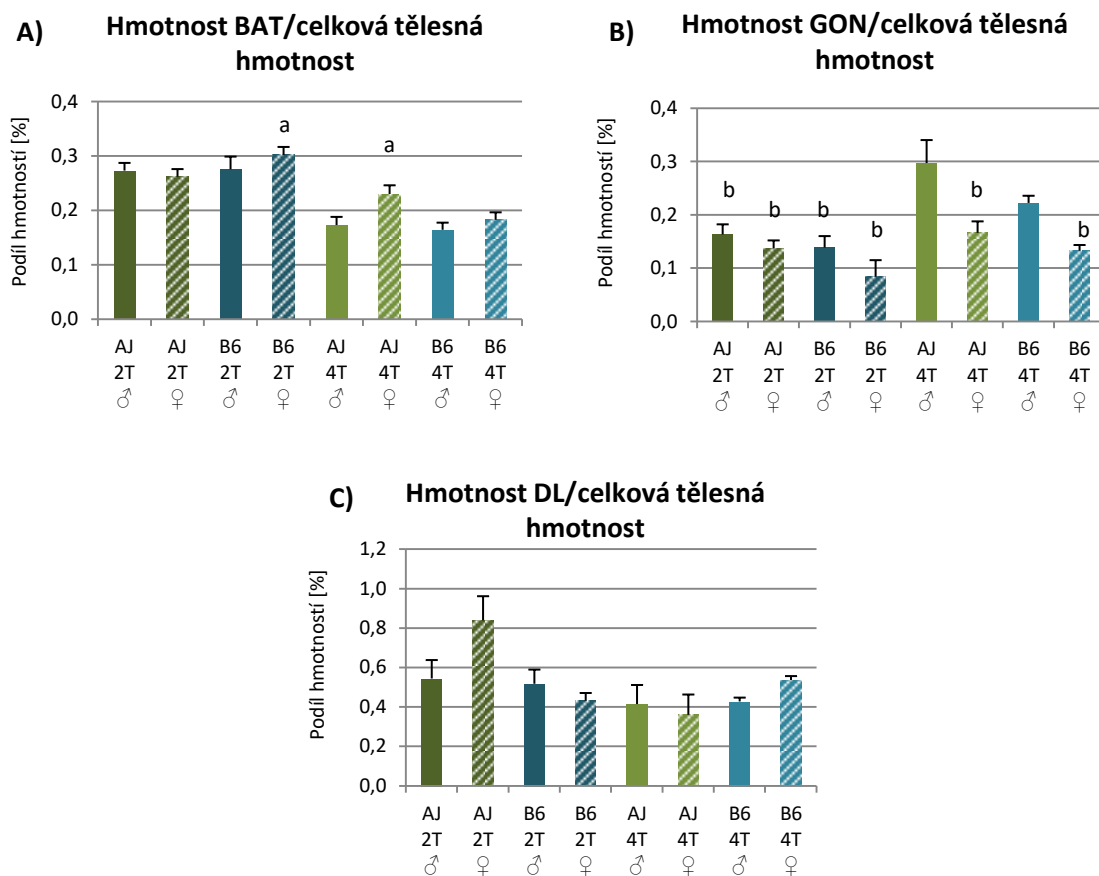 A)
Hmotnost BAT/celková tělesná
hmotnost
Podíl hmotností [%]
0,4
0,3
0,2
0,1
0,0
a
a
AJ AJ B6 B6 AJ AJ B6 B6
2T 2T 2T 2T 4T 4T 4T 4T
♂ ♀ ♂ ♀ ♂ ♀ ♂ ♀
B)
Hmotnost GON/celková tělesná
hmotnost
Podíl hmotností [%]
0,4
0,3
0,2
0,1
0,0
b b b b b b
AJ AJ B6 B6 AJ AJ B6 B6
2T 2T 2T 2T 4T 4T 4T 4T
♂ ♀ ♂ ♀ ♂ ♀ ♂ ♀
C)
Hmotnost DL/celková tělesná
hmotnost
Podíl hmotností [%]
1,2
1,0
0,8
0,6
0,4
0,2
0,0
AJ AJ B6 B6 AJ AJ B6 B6
2T 2T 2T 2T 4T 4T 4T 4T
♂ ♀ ♂ ♀ ♂ ♀ ♂ ♀